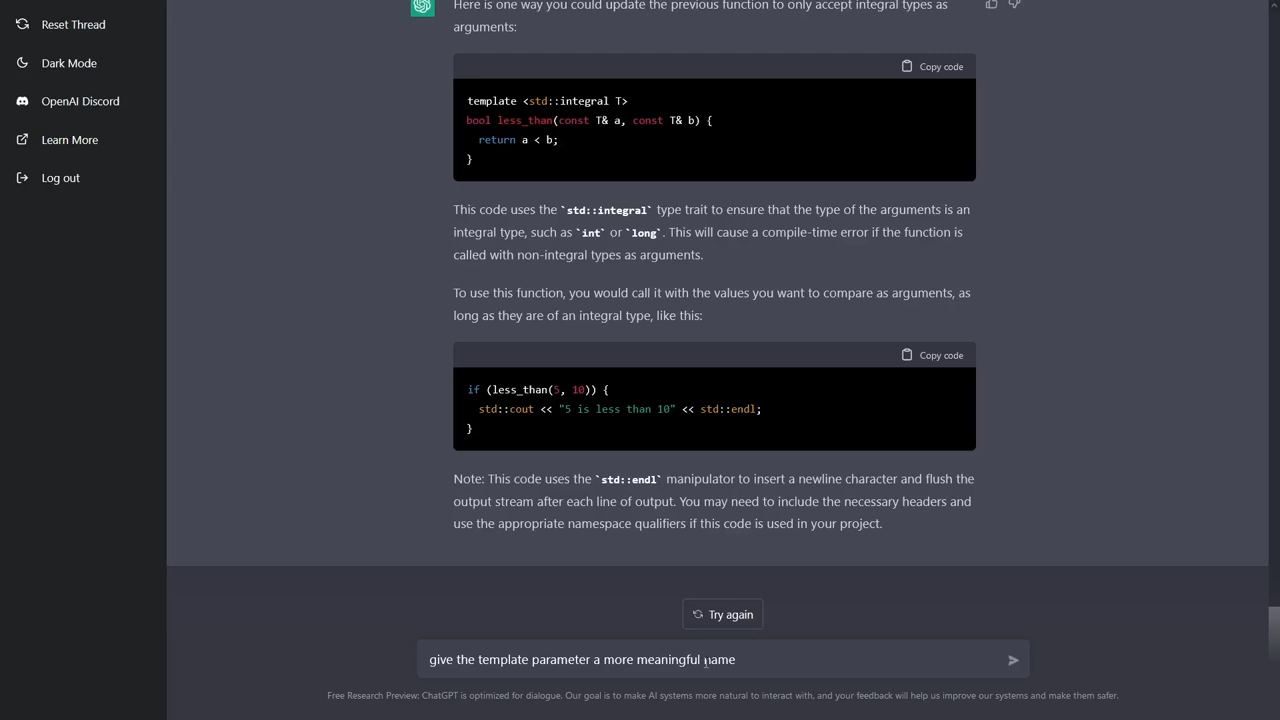 Reset Thread
Dark Mode
OpenAI Discord
Learn More
Log out
Here is one way you could update the previous function to only accept integral types as
arguments:
Copy code
template <std::integral T>
bool less_than(const T& a, const T& b) {
return a < b;
}
This code uses the `std::integral` type trait to ensure that the type of the arguments is an
integral type, such as `int` or `long`. This will cause a compile-time error if the function is
called with non-integral types as arguments.
To use this function, you would call it with the values you want to compare as arguments, as
long as they are of an integral type, like this:
Copy code
if (less_than(5, 10)) {
std::cout << "5 is less than 10" << std::endl;
}
Note: This code uses the `std::endl` manipulator to insert a newline character and flush the
output stream after each line of output. You may need to include the necessary headers and
use the appropriate namespace qualifiers if this code is used in your project.
Try again
give the template parameter a more meaningful name
Free Research Preview: ChatGPT is optimized for dialogue. Our goal is to make AI systems more natural to interact with, and your feedback will help us improve our systems and make them safer.